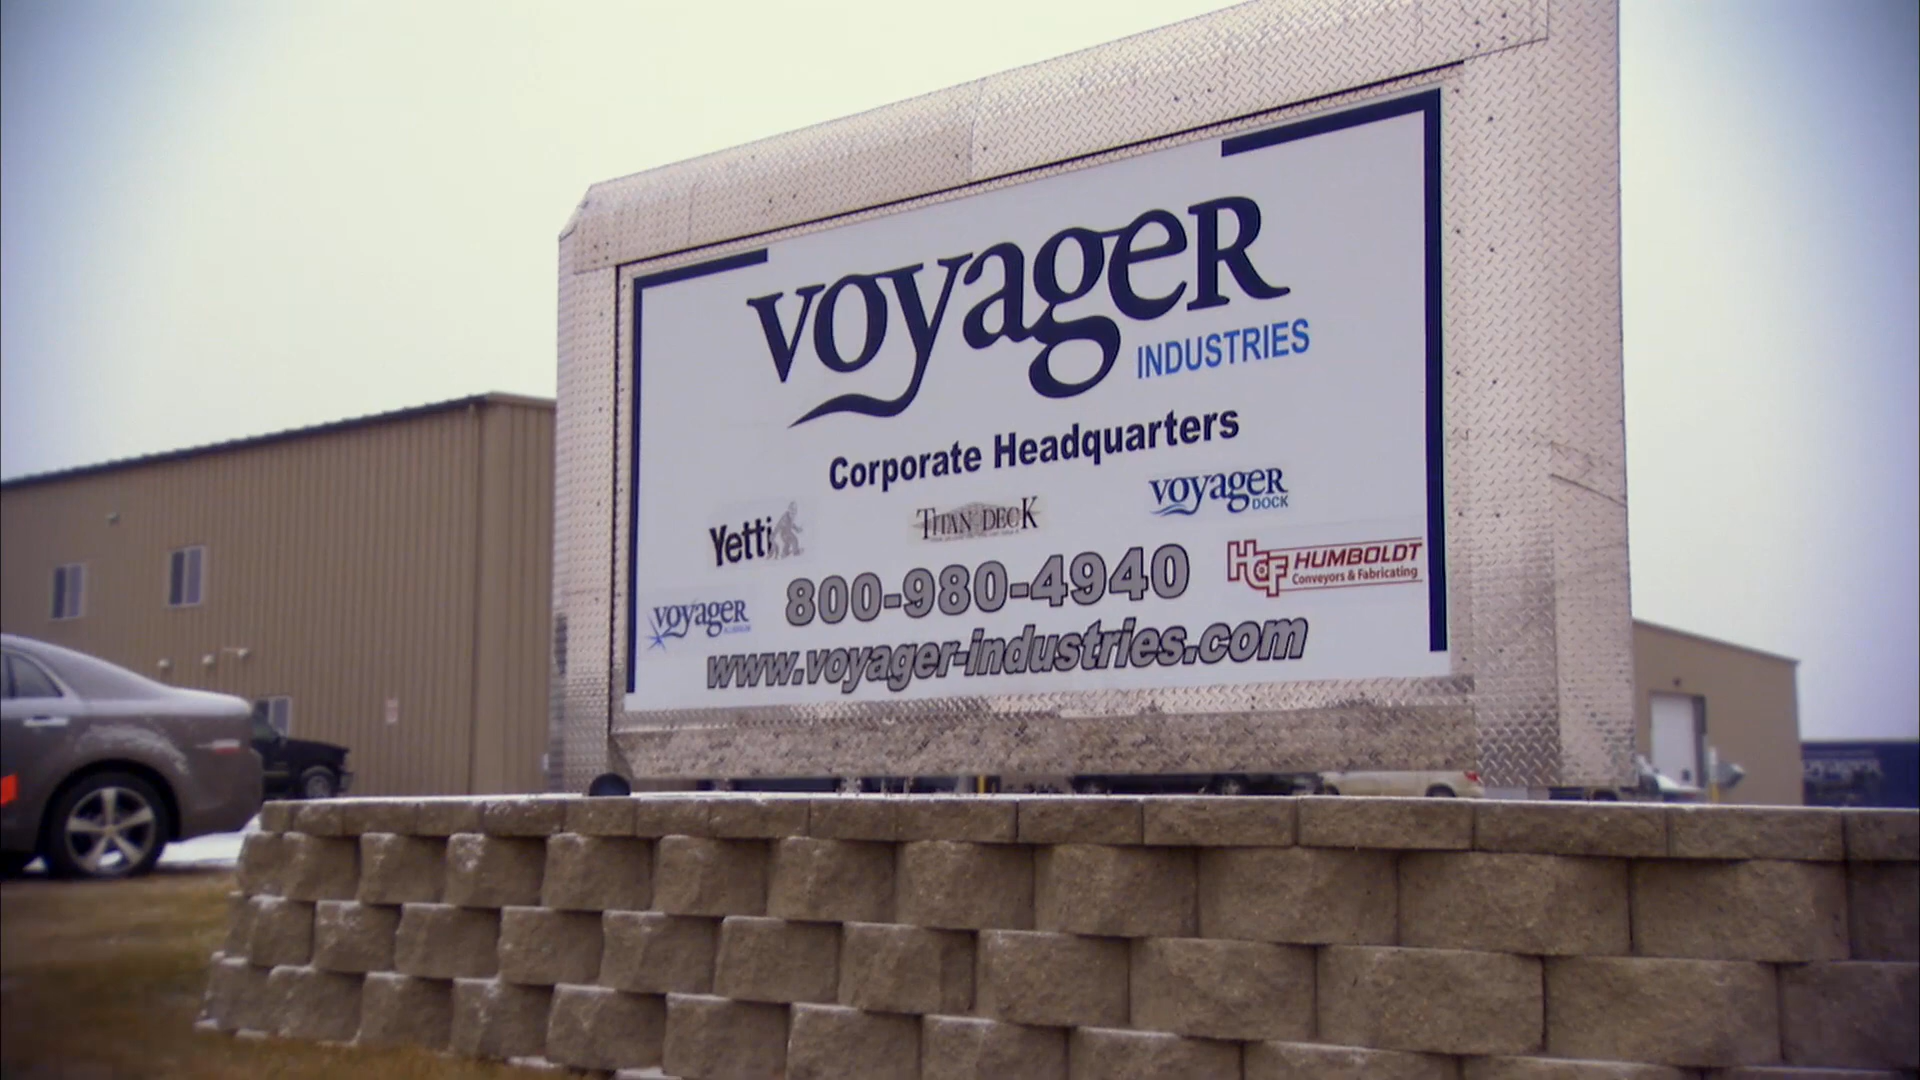 VOYAGER
INDUSTRIES
Corporate Headquarters
Yetti
TITAN DECK
VOYAGER
DOCK
800-980-4940
HCF HUMBOLDT
Conveyors & Fabricating
VOYAGER
www.voyager-industries.com